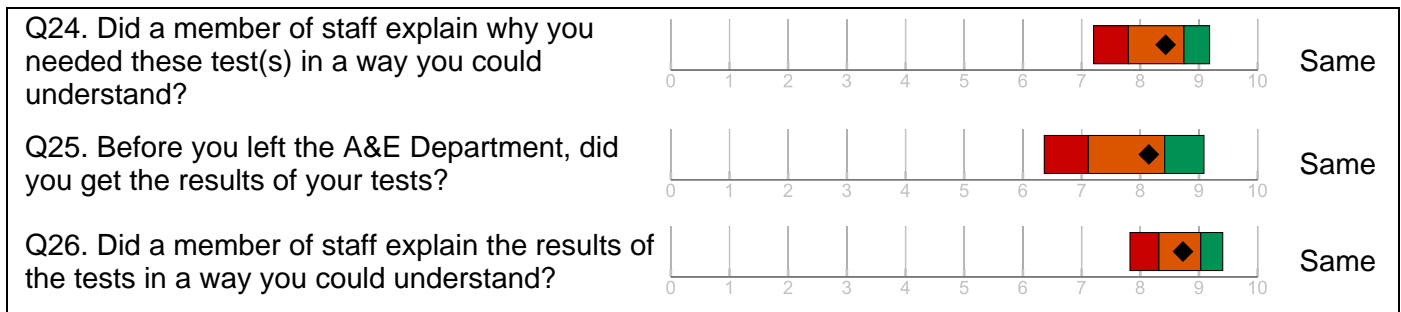 Q24. Did a member of staff explain why you
needed these test(s) in a way you could
understand?
0 1 2 3 4 5 6 7 8 9 10
Same
Q25. Before you left the A&E Department, did
you get the results of your tests?
0 1 2 3 4 5 6 7 8 9 10
Same
Q26. Did a member of staff explain the results of
the tests in a way you could understand?
0 1 2 3 4 5 6 7 8 9 10
Same